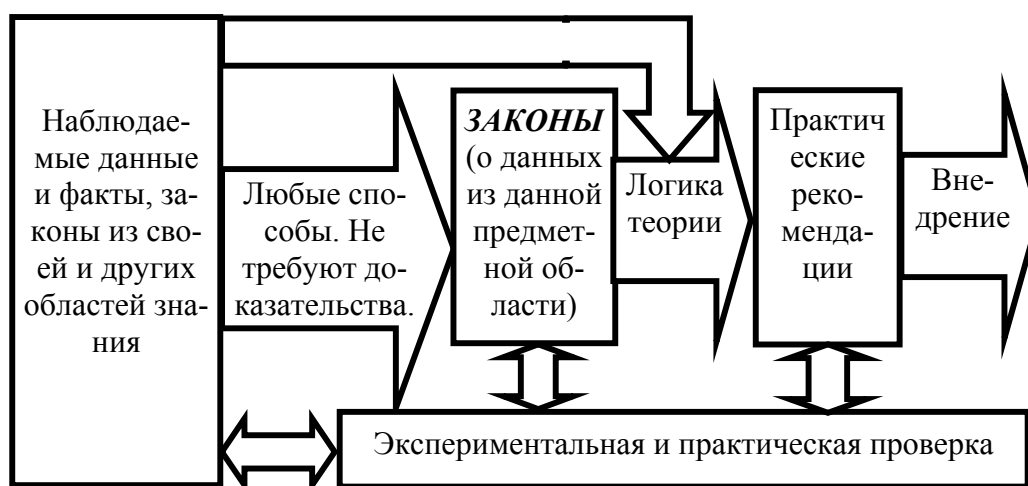 Наблюдае-
мые данные
и факты, за-
коны из сво-
ей и других
областей зна-
ния
Любые спо-
собы. Не
требуют до-
казательства.
ЗАКОНЫ
(о данных
из данной
предмет-
ной об-
ласти)
Логика
теории
Практич
еские
реко-
менда-
ции
Вне-
дрение
Экспериментальная и практическая проверка